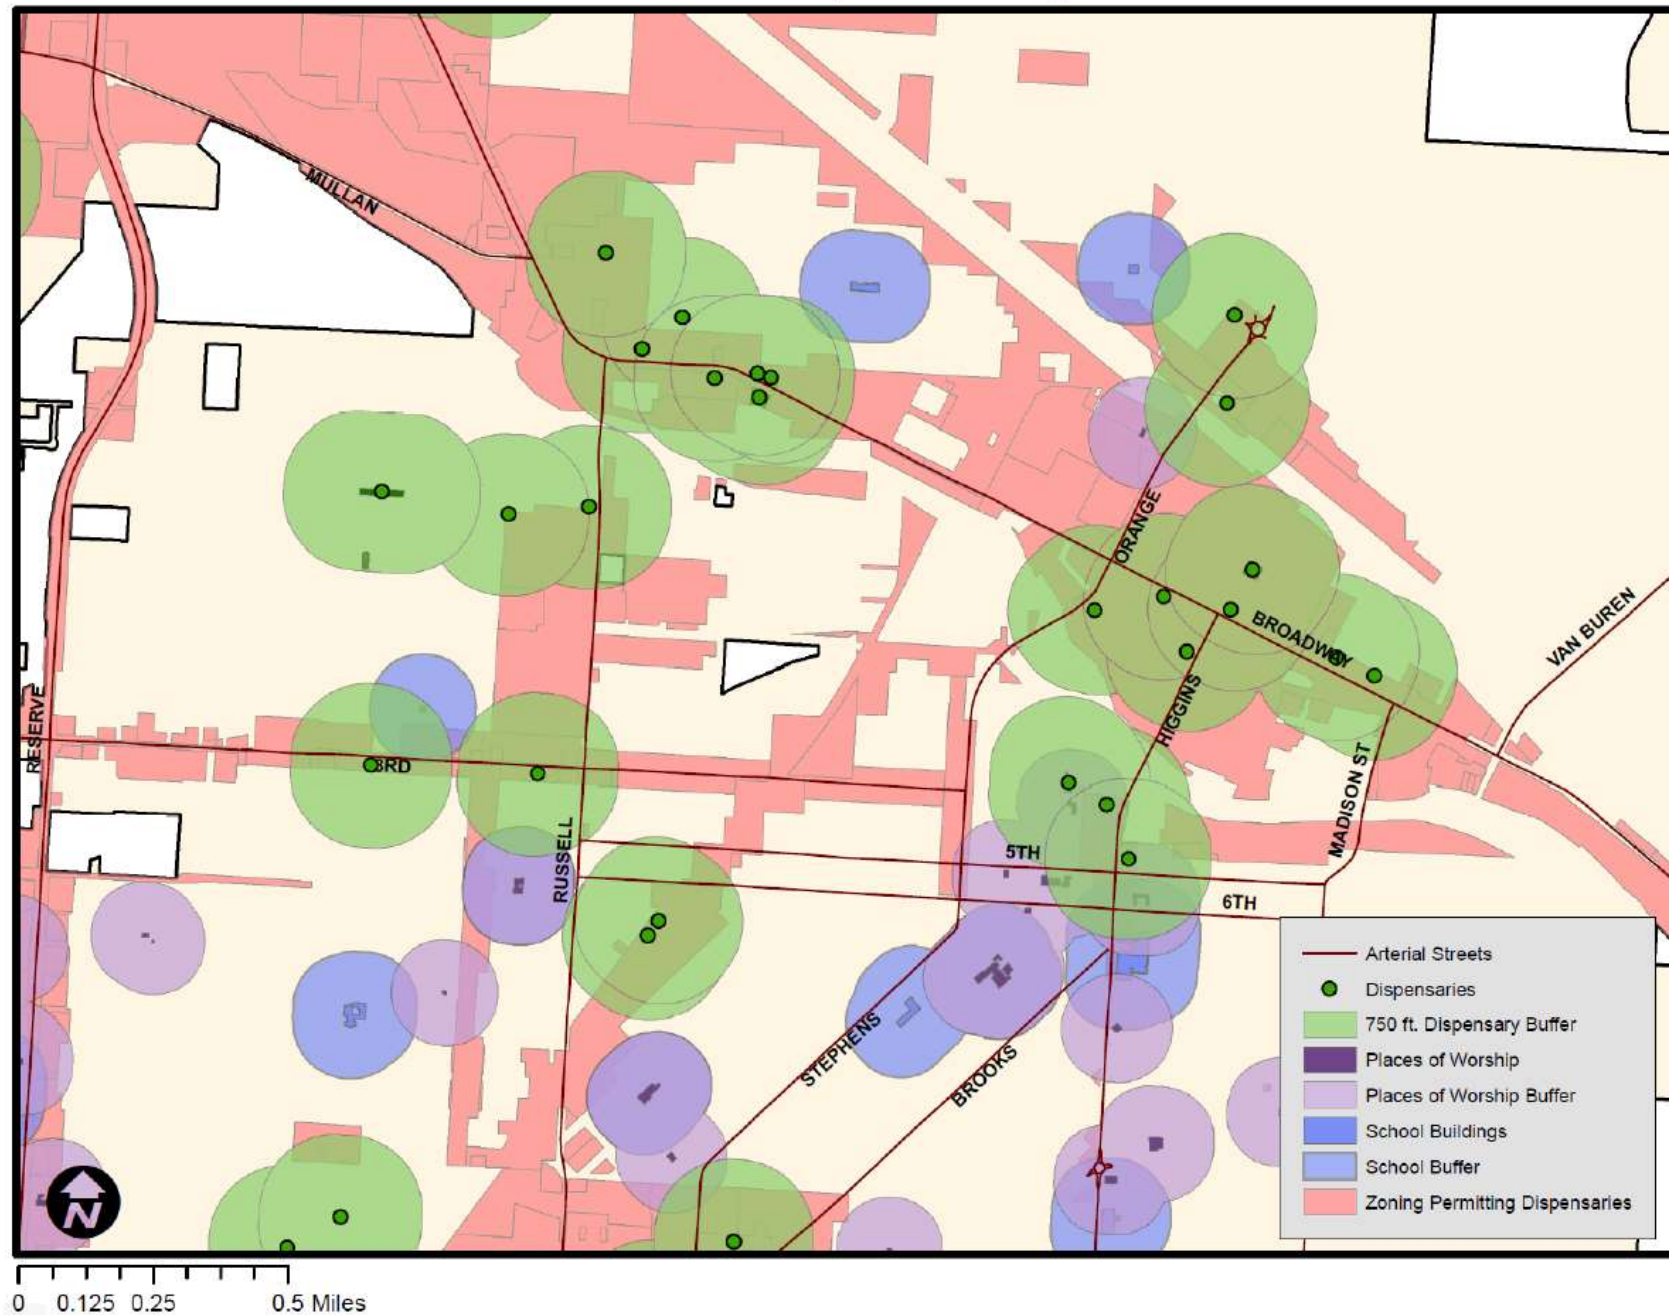 MULLAN
ORANGE
BROADWAY
VAN BUREN
HIGGINS
RESERVE
3RD
MADISON ST
RUSSELL
5TH
6TH
STEPHENS
BROOKS
N
Arterial Streets
Dispensaries
750 ft. Dispensary Buffer
Places of Worship
Places of Worship Buffer
School Buildings
School Buffer
Zoning Permitting Dispensaries
0 0.125 0.25 0.5 Miles